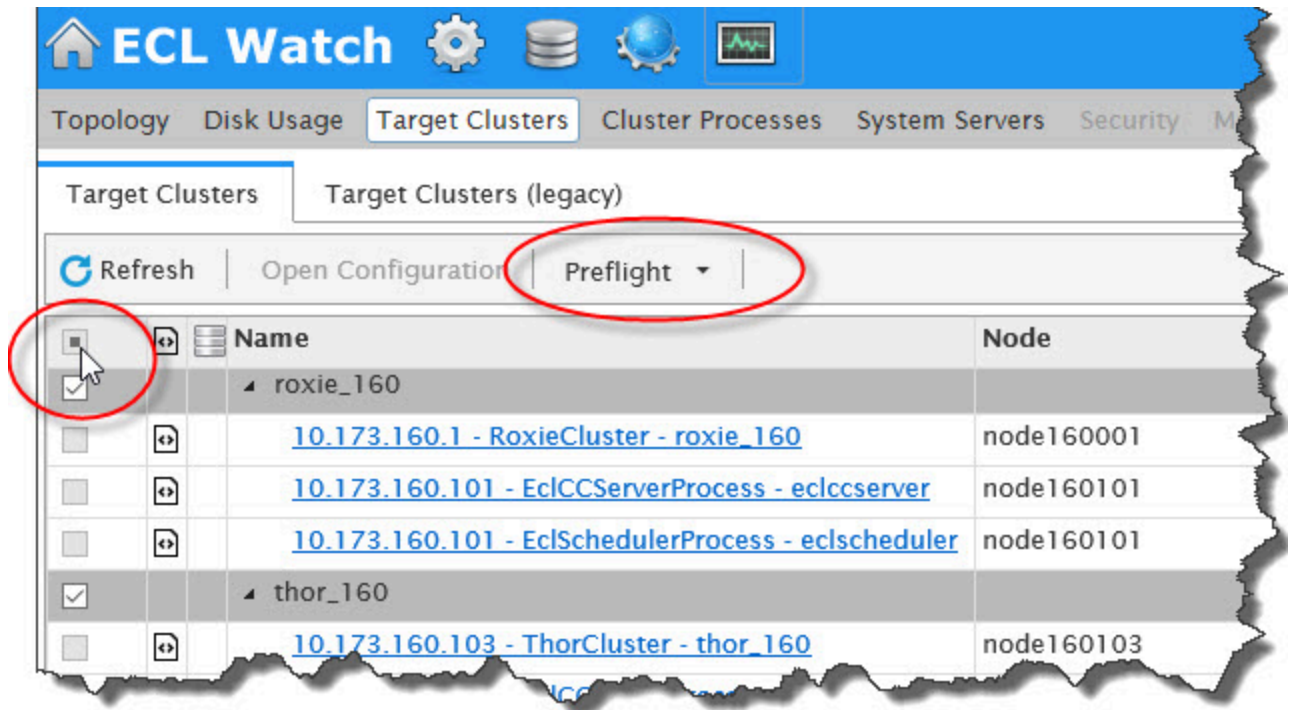 ECL Watch
Topology Disk Usage Target Clusters Cluster Processes System Servers Security
Target Clusters Target Clusters (legacy)
Refresh Open Configuration Preflight
Name Node
roxie_160
10.173.160.1 - RoxieCluster - roxie_160 node160001
10.173.160.101 - EclCCServerProcess - eclccserver node160101
10.173.160.101 - EclSchedulerProcess - eclscheduler node160101
thor_160
10.173.160.103 - ThorCluster - thor_160 node160103